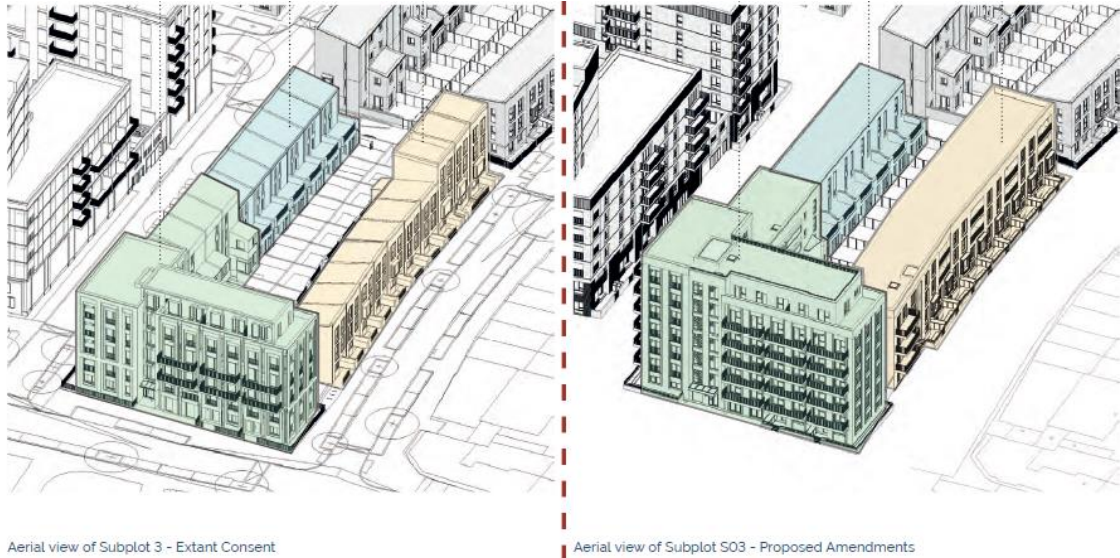 Aerial view of Subplot 3 - Extant Consent
Aerial view of Subplot S03 - Proposed Amendments